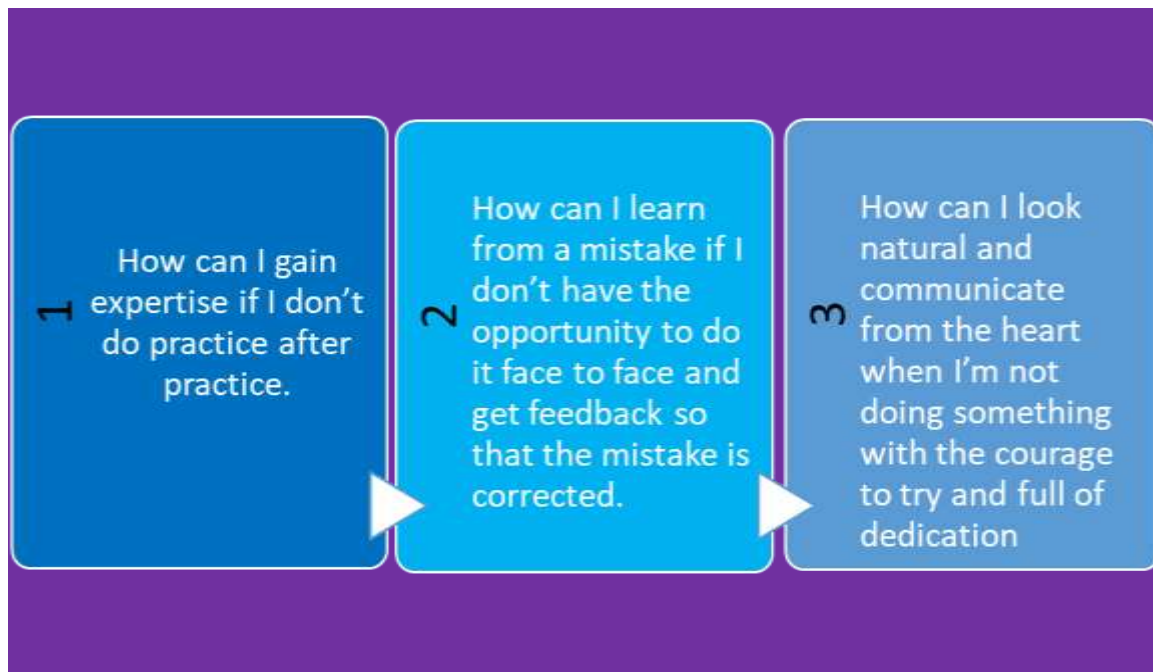 1
How can I gain
expertise if I don't
do practice after
practice.
2
How can I learn
from a mistake if I
don't have the
opportunity to do
it face to face and
get feedback so
that the mistake is
corrected.
3
How can I look
natural and
communicate
from the heart
when I'm not
doing something
with the courage
to try and full of
dedication